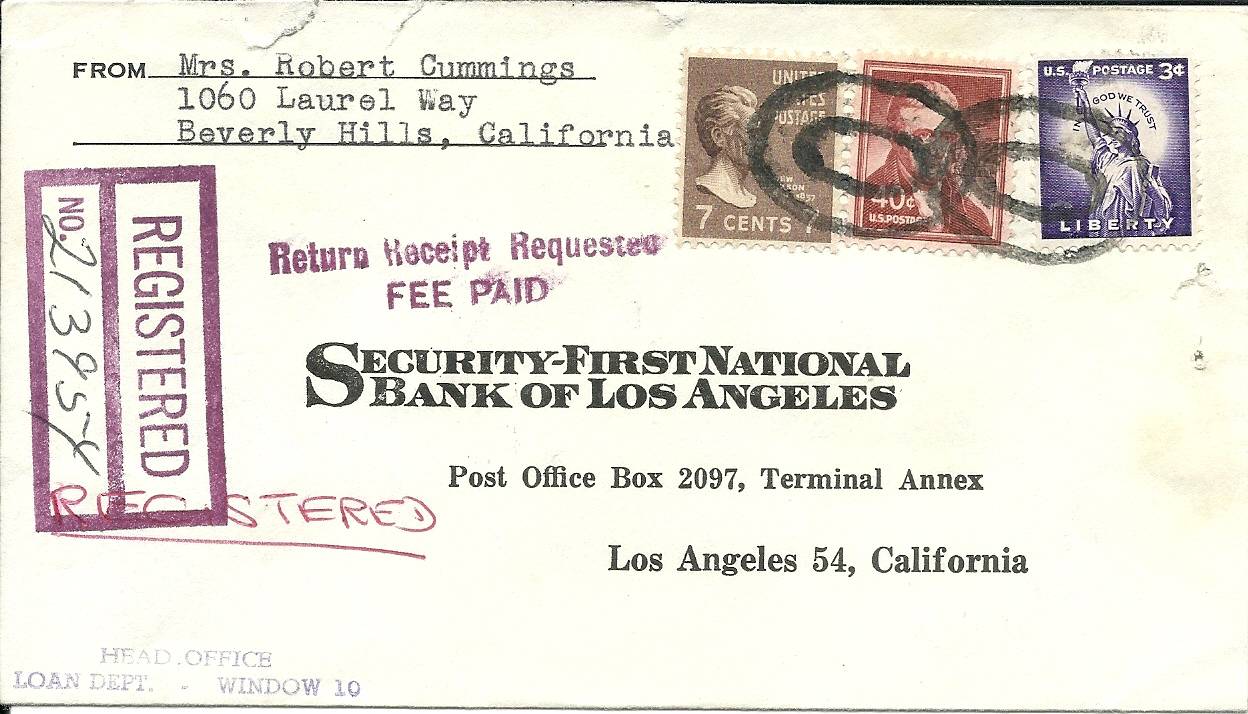 FROM Mrs. Robert Cummings
1060 Laurel Way
Beverly Hills, California
UNITED STATES POSTAGE
7 CENTS 7
40¢
U.S. POSTAGE
U.S. POSTAGE 3¢
IN GOD WE TRUST
LIBERTY
REGISTERED
NO. 213954
Return Receipt Requested
FEE PAID
SECURITY-FIRST NATIONAL
BANK OF LOS ANGELES
Post Office Box 2097, Terminal Annex
Los Angeles 54, California
REGISTERED
HEAD OFFICE
LOAN DEPT. - WINDOW 10